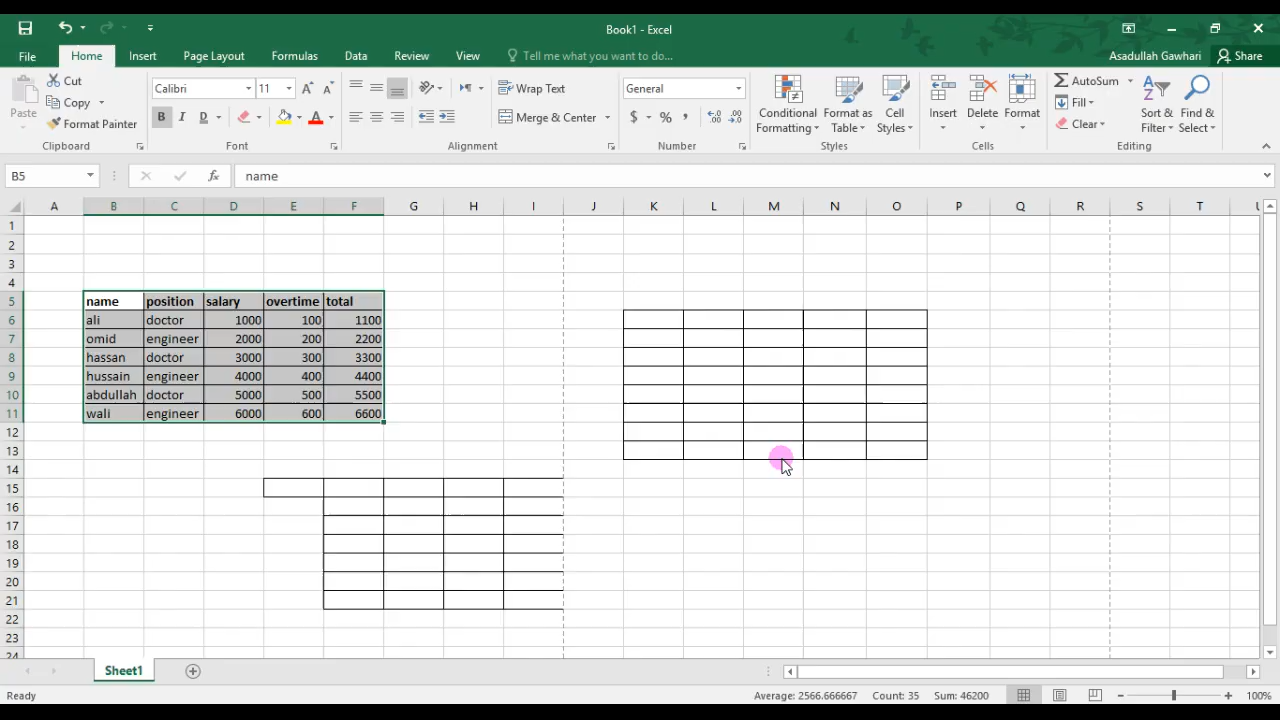 Book1 - Excel
File Home Insert Page Layout Formulas Data Review View Tell me what you want to do... Asadullah Gawhari Share
Paste Cut Copy Format Painter Clipboard
Calibri 11 B I D A Font
Wrap Text Merge & Center Alignment
General $ % , Number
Conditional Formatting Format as Table Cell Styles Styles
Insert Delete Format Cells
AutoSum Fill Clear Sort & Filter Find & Select Editing
B5 fx name
A B C D E F G H I J K L M N O P Q R S T
1
2
3
4
5 name position salary overtime total
6 ali doctor 1000 100 1100
7 omid engineer 2000 200 2200
8 hassan doctor 3000 300 3300
9 hussain engineer 4000 400 4400
10 abdullah doctor 5000 500 5500
11 wali engineer 6000 600 6600
12
13
14
15
16
17
18
19
20
21
22
23
24
Sheet1
Ready Average: 2566.666667 Count: 35 Sum: 46200 100%